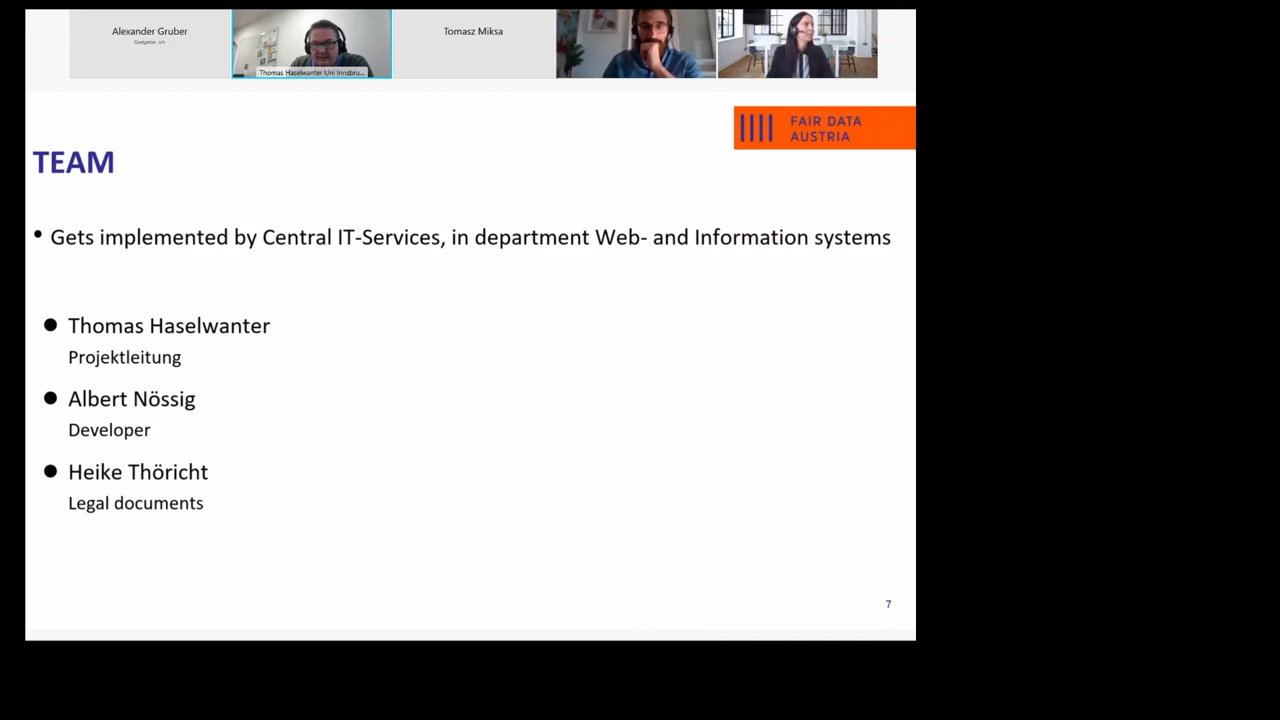 Alexander Gruber
Gastgeber, ich
Thomas Haselwanter Uni Innsbru...
Tomasz Miksa
FAIR DATA
AUSTRIA
TEAM
• Gets implemented by Central IT-Services, in department Web- and Information systems
● Thomas Haselwanter
Projektleitung
● Albert Nössig
Developer
● Heike Thöricht
Legal documents
7